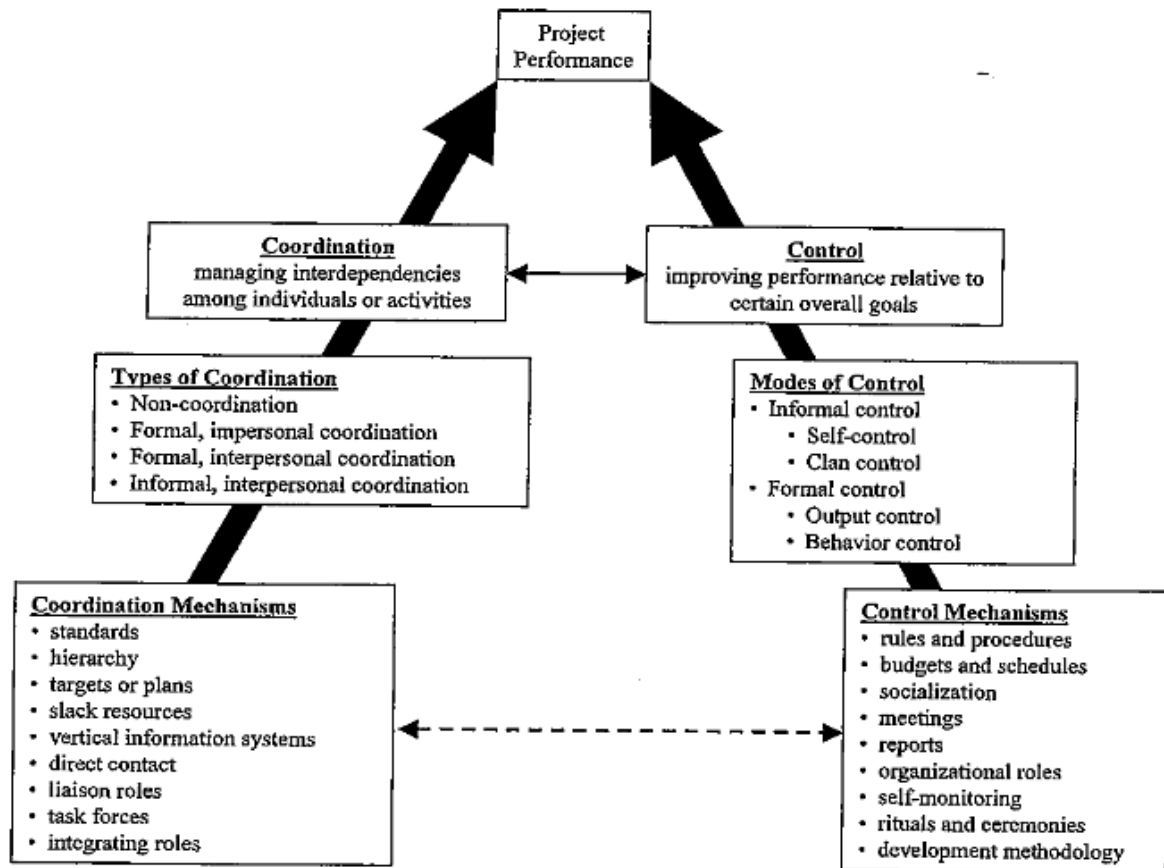 Project
Performance
Coordination
managing interdependencies
among individuals or activities
Control
improving performance relative to
certain overall goals
Types of Coordination
• Non-coordination
• Formal, impersonal coordination
• Formal, interpersonal coordination
• Informal, interpersonal coordination
Modes of Control
• Informal control
• Self-control
• Clan control
• Formal control
• Output control
• Behavior control
Coordination Mechanisms
• standards
• hierarchy
• targets or plans
• slack resources
• vertical information systems
• direct contact
• liaison roles
• task forces
• integrating roles
Control Mechanisms
• rules and procedures
• budgets and schedules
• socialization
• meetings
• reports
• organizational roles
• self-monitoring
• rituals and ceremonies
• development methodology